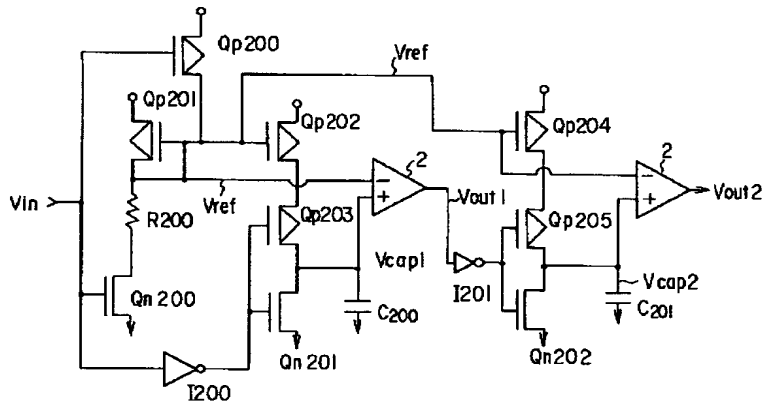 Qp200
Vref
Qp201
Qp202
Qp204
2
2
Vin
Vref
R200
Qp203
Vout1
Vout2
Qp205
Vcap1
Qn200
C200
I201
Vcap2
C201
Qn201
Qn202
I200